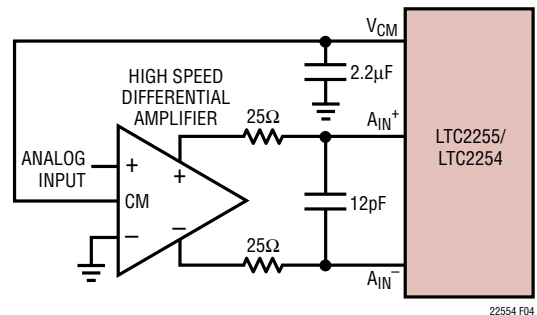 VCM
2.2µF
HIGH SPEED
DIFFERENTIAL
AMPLIFIER
25Ω
AIN+
LTC2255/
LTC2254
ANALOG
INPUT
+
+
CM
12pF
−
−
25Ω
AIN−
22554 F04